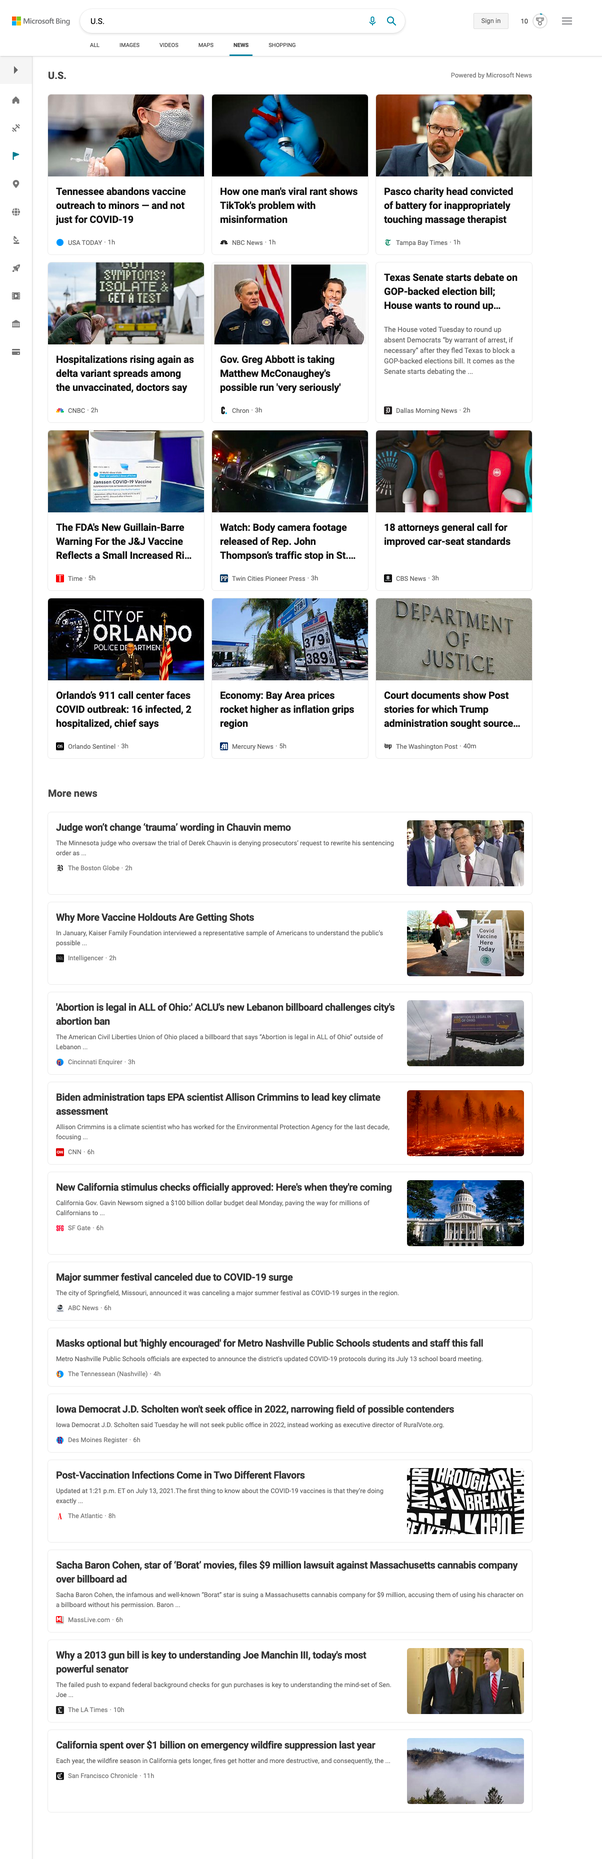 Microsoft Bing
U.S.
Sign in
10
ALL
IMAGES
VIDEOS
MAPS
NEWS
SHOPPING
U.S.
Powered by Microsoft News
Tennessee abandons vaccine
outreach to minors — and not
just for COVID-19
USA TODAY · 1h
How one man's viral rant shows
TikTok's problem with
misinformation
NBC News · 1h
Pasco charity head convicted
of battery for inappropriately
touching massage therapist
Tampa Bay Times · 1h
GOT
SYMPTOMS?
ISOLATE &
GET A TEST
Hospitalizations rising again as
delta variant spreads among
the unvaccinated, doctors say
CNBC · 2h
Gov. Greg Abbott is taking
Matthew McConaughey's
possible run 'very seriously'
Chron · 3h
Texas Senate starts debate on
GOP-backed election bill;
House wants to round up...
The House voted Tuesday to round up
absent Democrats "by warrant of arrest, if
necessary" after they fled Texas to block a
GOP-backed elections bill. It comes as the
Senate starts debating the ...
Dallas Morning News · 2h
Janssen COVID-19 Vaccine
The FDA's New Guillain-Barre
Warning For the J&J Vaccine
Reflects a Small Increased Ri...
Time · 5h
Watch: Body camera footage
released of Rep. John
Thompson's traffic stop in St....
Twin Cities Pioneer Press · 3h
18 attorneys general call for
improved car-seat standards
CBS News · 3h
CITY OF
ORLANDO
POLICE DEPARTMENT
Orlando's 911 call center faces
COVID outbreak: 16 infected, 2
hospitalized, chief says
Orlando Sentinel · 3h
379
389
Economy: Bay Area prices
rocket higher as inflation grips
region
Mercury News · 5h
DEPARTMENT
OF
JUSTICE
Court documents show Post
stories for which Trump
administration sought source...
The Washington Post · 40m
More news
Judge won't change 'trauma' wording in Chauvin memo
The Minnesota judge who oversaw the trial of Derek Chauvin is denying prosecutors' request to rewrite his sentencing
order as ...
The Boston Globe · 2h
Why More Vaccine Holdouts Are Getting Shots
In January, Kaiser Family Foundation interviewed a representative sample of Americans to understand the public's
possible ...
Intelligencer · 2h
Covid
Vaccine
Here
Today
'Abortion is legal in ALL of Ohio:' ACLU's new Lebanon billboard challenges city's
abortion ban
The American Civil Liberties Union of Ohio placed a billboard that says "Abortion is legal in ALL of Ohio" outside of
Lebanon ...
Cincinnati Enquirer · 3h
Biden administration taps EPA scientist Allison Crimmins to lead key climate
assessment
Allison Crimmins is a climate scientist who has worked for the Environmental Protection Agency for the last decade,
focusing ...
CNN · 6h
New California stimulus checks officially approved: Here's when they're coming
California Gov. Gavin Newsom signed a $100 billion dollar budget deal Monday, paving the way for millions of
Californians to ...
SF Gate · 6h
Major summer festival canceled due to COVID-19 surge
The city of Springfield, Missouri, announced it was canceling a major summer festival as COVID-19 surges in the region.
ABC News · 6h
Masks optional but 'highly encouraged' for Metro Nashville Public Schools students and staff this fall
Metro Nashville Public Schools officials are expected to announce the district's updated COVID-19 protocols during its July 13 school board meeting.
The Tennessean (Nashville) · 4h
Iowa Democrat J.D. Scholten won't seek office in 2022, narrowing field of possible contenders
Iowa Democrat J.D. Scholten said Tuesday he will not seek public office in 2022, instead working as executive director of RuralVote.org.
Des Moines Register · 6h
Post-Vaccination Infections Come in Two Different Flavors
Updated at 1:21 p.m. ET on July 13, 2021.The first thing to know about the COVID-19 vaccines is that they're doing
exactly ...
The Atlantic · 8h
Sacha Baron Cohen, star of 'Borat' movies, files $9 million lawsuit against Massachusetts cannabis company
over billboard ad
Sacha Baron Cohen, the infamous and well-known "Borat" star is suing a Massachusetts cannabis company for $9 million, accusing them of using his character on
a billboard without his permission. Baron ...
MassLive.com · 6h
Why a 2013 gun bill is key to understanding Joe Manchin III, today's most
powerful senator
The failed push to expand federal background checks for gun purchases is key to understanding the mind-set of Sen.
Joe ...
The LA Times · 10h
California spent over $1 billion on emergency wildfire suppression last year
Each year, the wildfire season in California gets longer, fires get hotter and more destructive, and consequently, the ...
San Francisco Chronicle · 11h